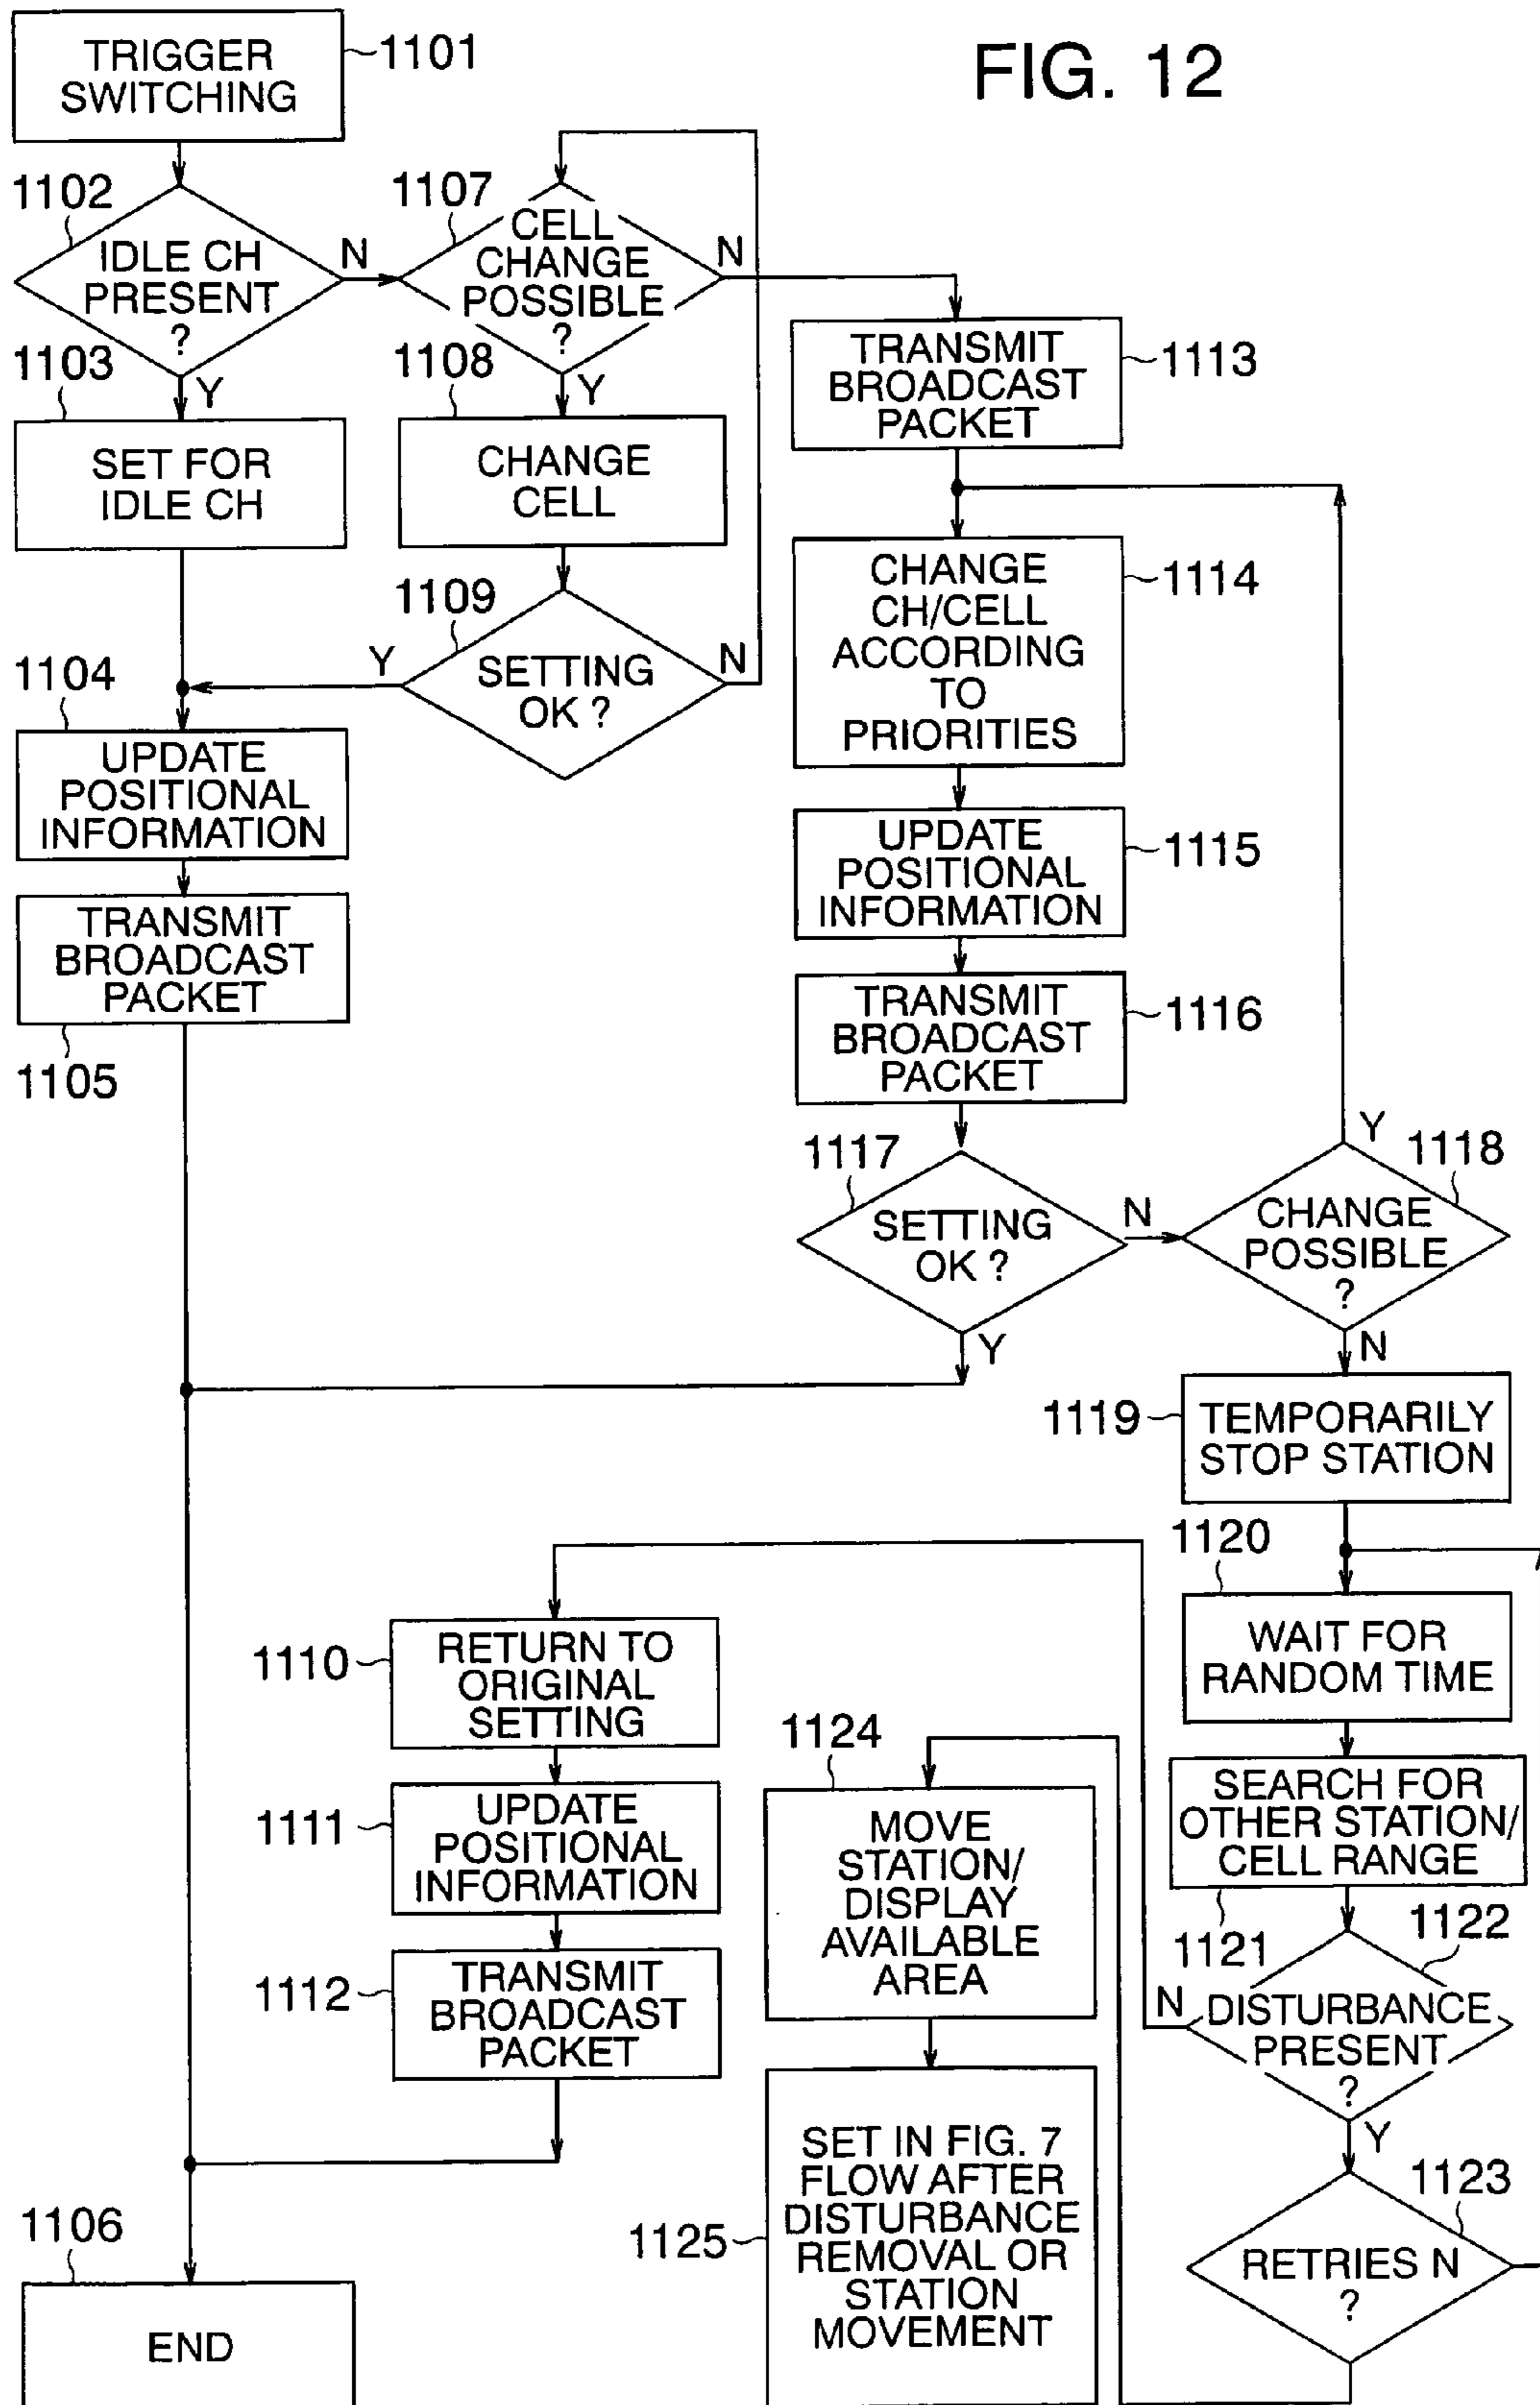 FIG. 12
TRIGGER
SWITCHING
1101
1102
IDLE CH
PRESENT
?
N
Y
1103
SET FOR
IDLE CH
1107
CELL
CHANGE
POSSIBLE
?
N
Y
1108
CHANGE
CELL
1109
SETTING
OK ?
Y
N
1104
UPDATE
POSITIONAL
INFORMATION
TRANSMIT
BROADCAST
PACKET
1105
TRANSMIT
BROADCAST
PACKET
1113
CHANGE
CH/CELL
ACCORDING
TO
PRIORITIES
1114
UPDATE
POSITIONAL
INFORMATION
1115
TRANSMIT
BROADCAST
PACKET
1116
1117
SETTING
OK ?
N
Y
1118
CHANGE
POSSIBLE
?
Y
N
1119
TEMPORARILY
STOP STATION
1120
WAIT FOR
RANDOM TIME
SEARCH FOR
OTHER STATION/
CELL RANGE
1121
1122
DISTURBANCE
PRESENT
?
N
Y
1123
RETRIES N
?
1110
RETURN TO
ORIGINAL
SETTING
1111
UPDATE
POSITIONAL
INFORMATION
1112
TRANSMIT
BROADCAST
PACKET
1124
MOVE
STATION/
DISPLAY
AVAILABLE
AREA
1125
SET IN FIG. 7
FLOW AFTER
DISTURBANCE
REMOVAL OR
STATION
MOVEMENT
1106
END